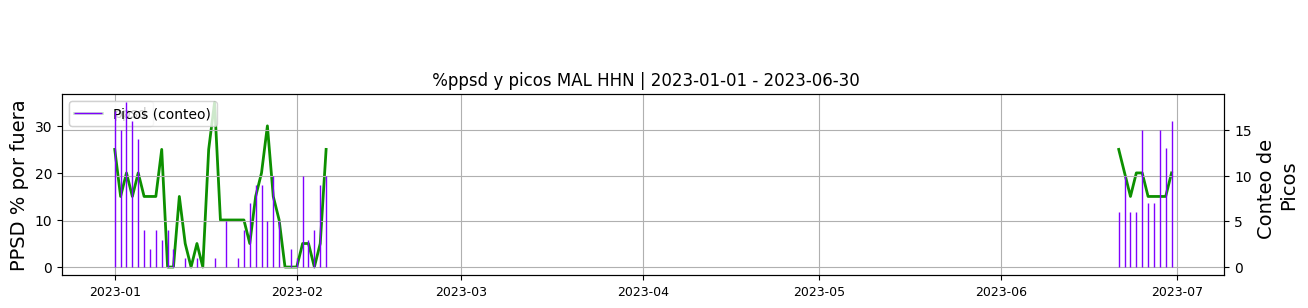 %ppsd y picos MAL HHN | 2023-01-01 - 2023-06-30
PPSD % por fuera
30
20
10
0
Picos (conteo)
15
10
5
0
Conteo de
Picos
2023-01 2023-02 2023-03 2023-04 2023-05 2023-06 2023-07